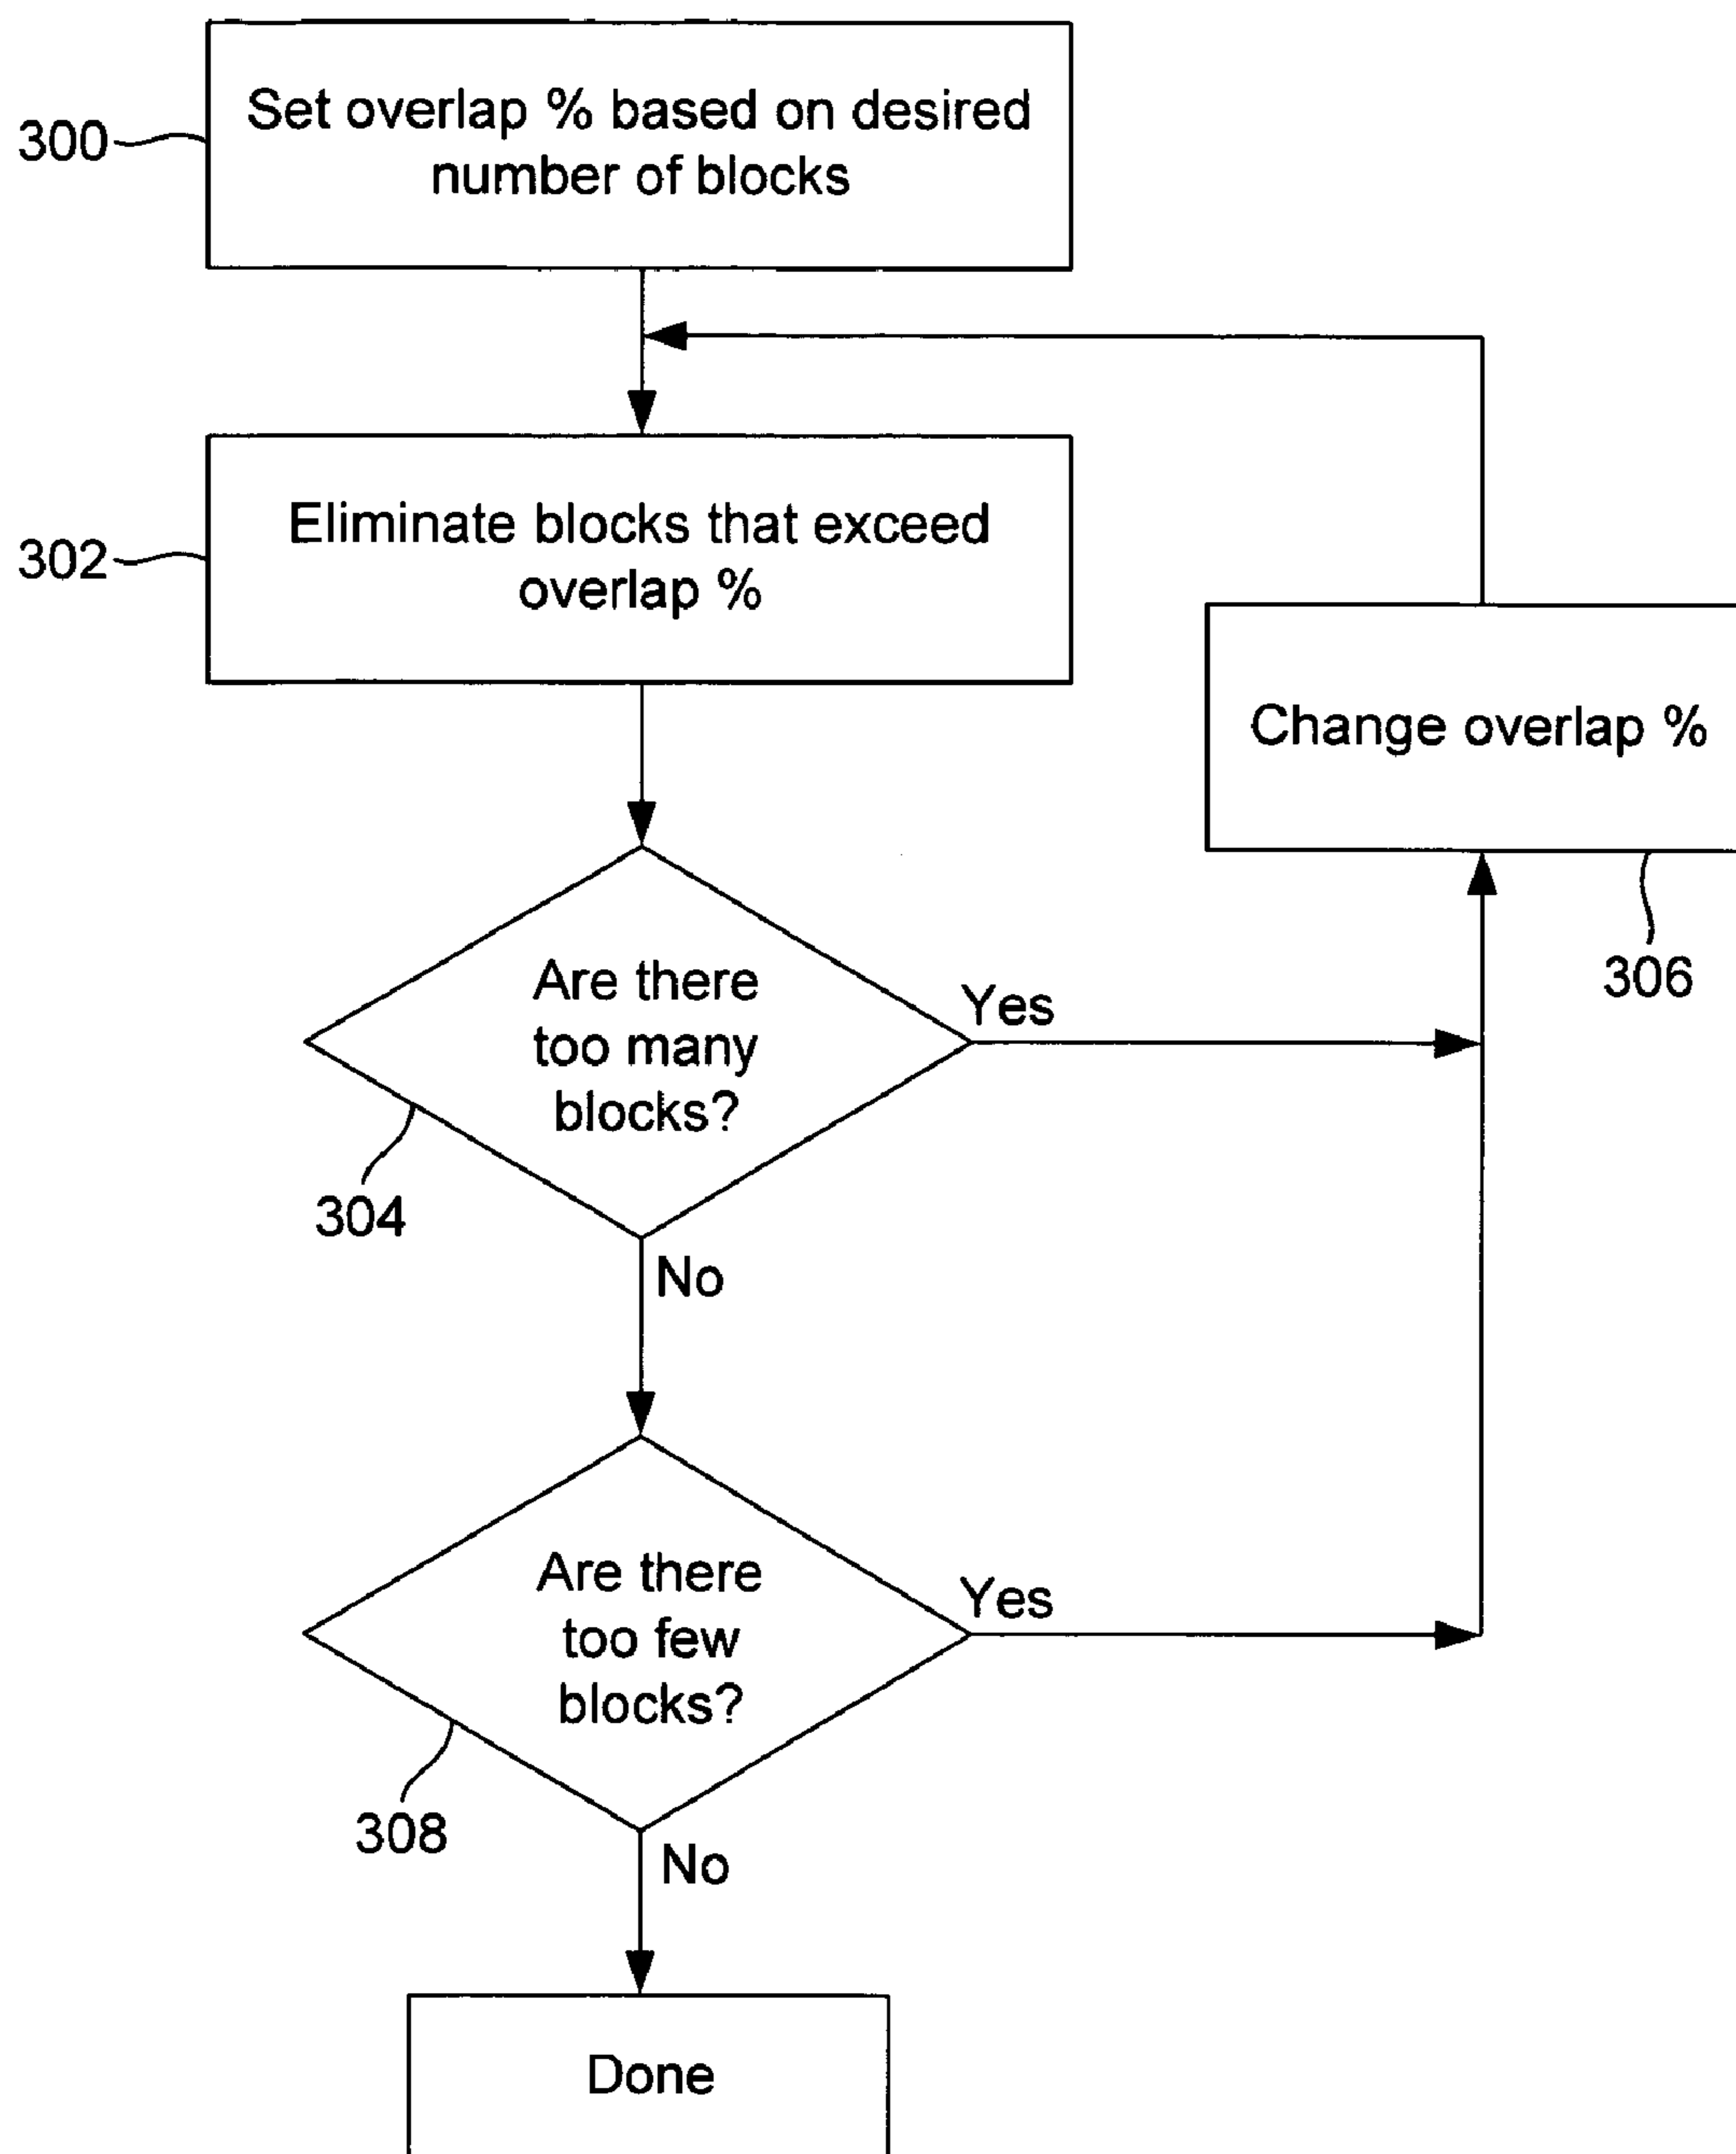 300
Set overlap % based on desired
number of blocks
302
Eliminate blocks that exceed
overlap %
Change overlap %
306
Are there
too many
blocks?
Yes
304
No
Are there
too few
blocks?
Yes
308
No
Done